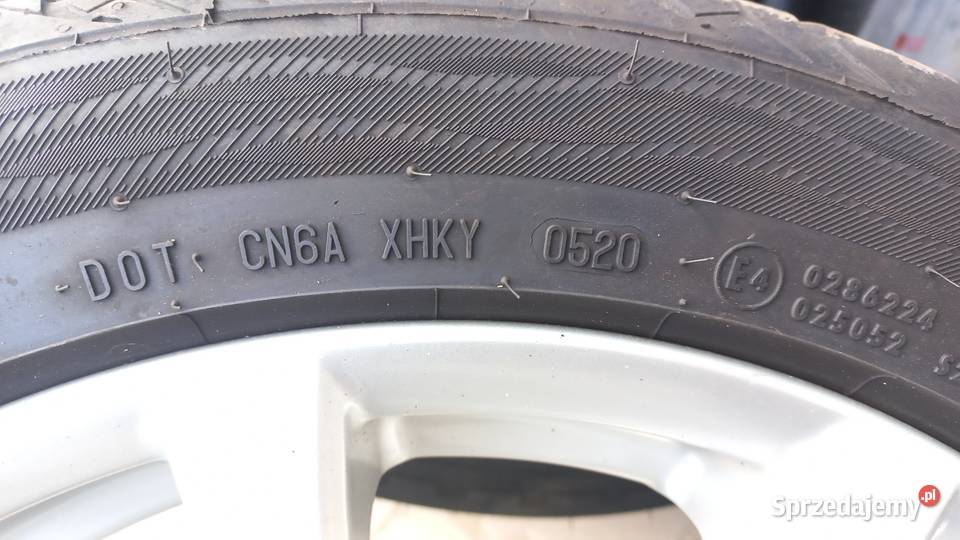 DOT CN6A XHKY 0520 E4 0286224
025052
Sprzedajemy.pl